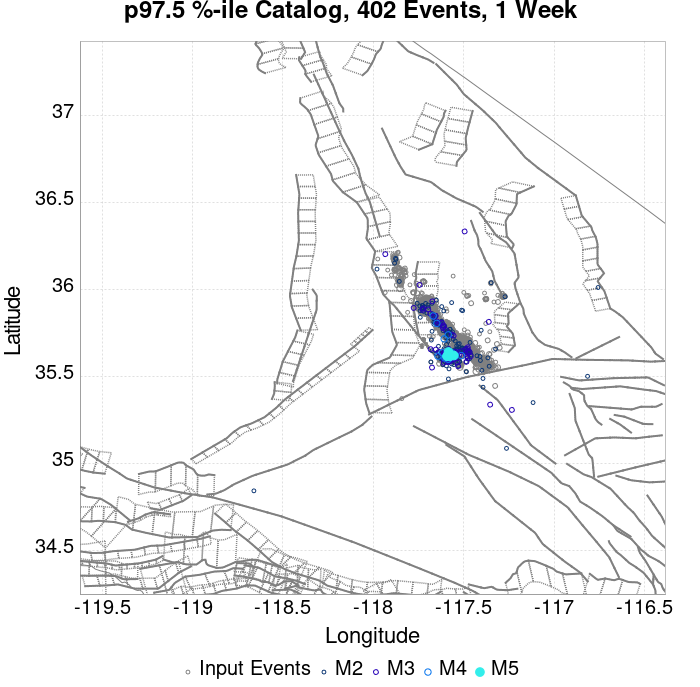 p97.5 %-ile Catalog, 402 Events, 1 Week
37
36.5
36
35.5
35
34.5
Latitude
-119.5 -119 -118.5 -118 -117.5 -117 -116.5
Longitude
Input Events M2 M3 M4 M5